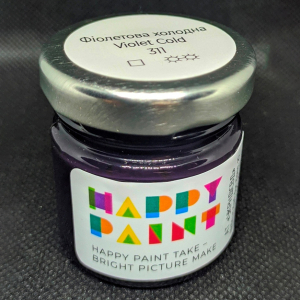 Фіолетова холодна
Violet Cold
311
HAPPY
PAINT
HAPPY PAINT TAKE –
BRIGHT PICTURE MAKE